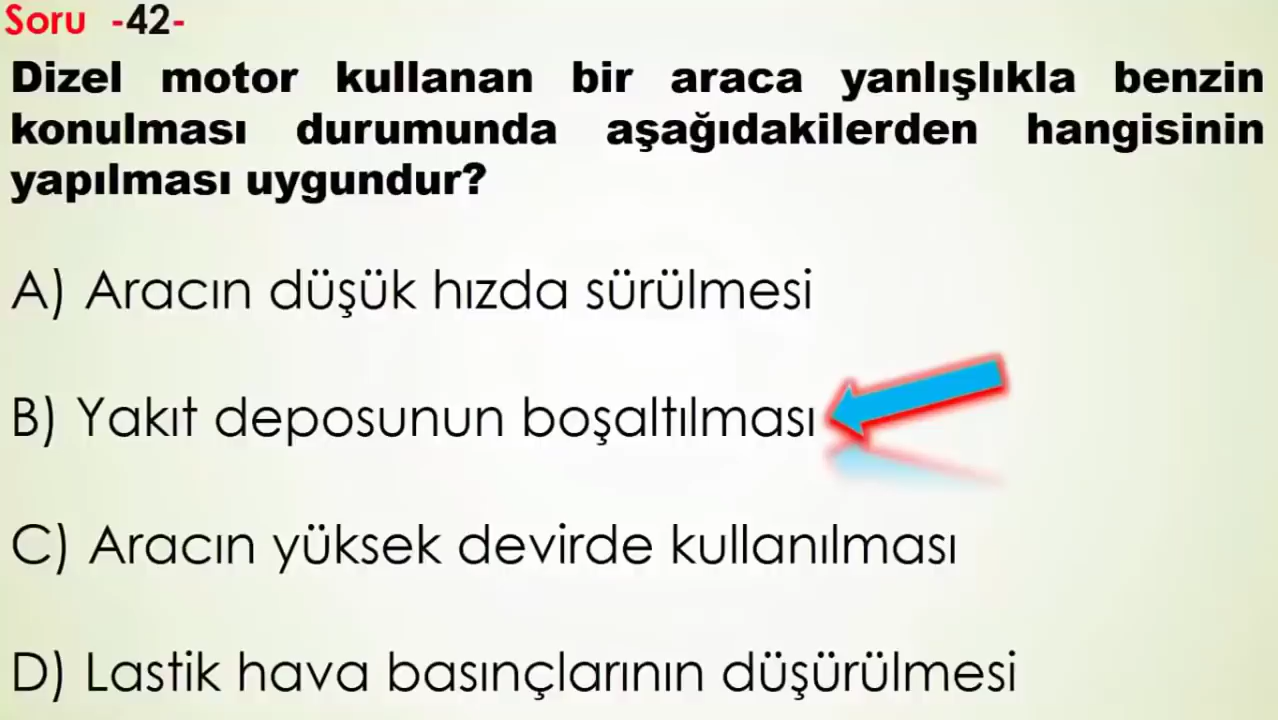 Soru -42-
Dizel motor kullanan bir araca yanlışlıkla benzin
konulması durumunda aşağıdakilerden hangisinin
yapılması uygundur?
A) Aracın düşük hızda sürülmesi
B) Yakıt deposunun boşaltılması
C) Aracın yüksek devirde kullanılması
D) Lastik hava basınçlarının düşürülmesi